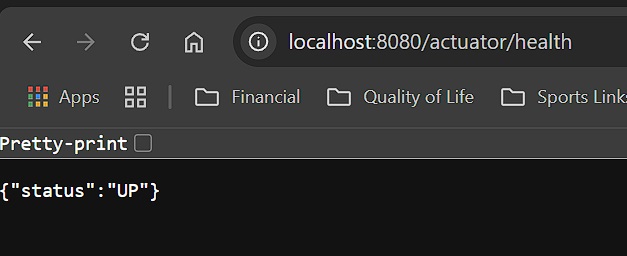 localhost:8080/actuator/health
Apps Financial Quality of Life Sports Links
Pretty-print
{"status":"UP"}